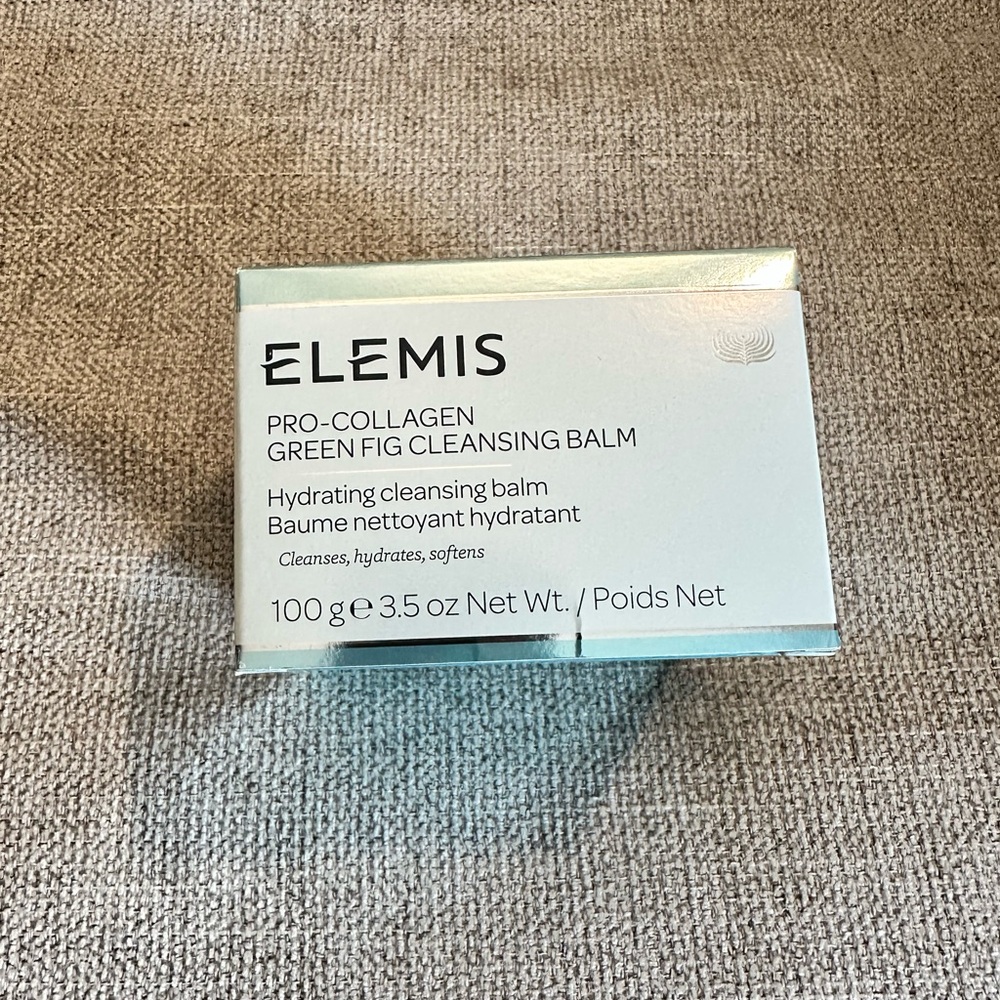 ELEMIS
PRO-COLLAGEN
GREEN FIG CLEANSING BALM
Hydrating cleansing balm
Baume nettoyant hydratant
Cleanses, hydrates, softens
100 g ℮ 3.5 oz Net Wt. / Poids Net